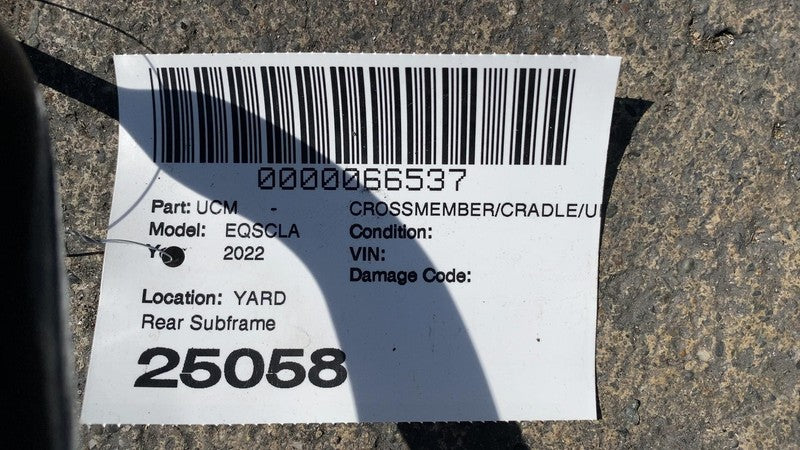 0000066537
Part: UCM - CROSSMEMBER/CRADLE/U
Model: EQSCLA Condition:
2022 VIN:
Damage Code:
Location: YARD
Rear Subframe
25058